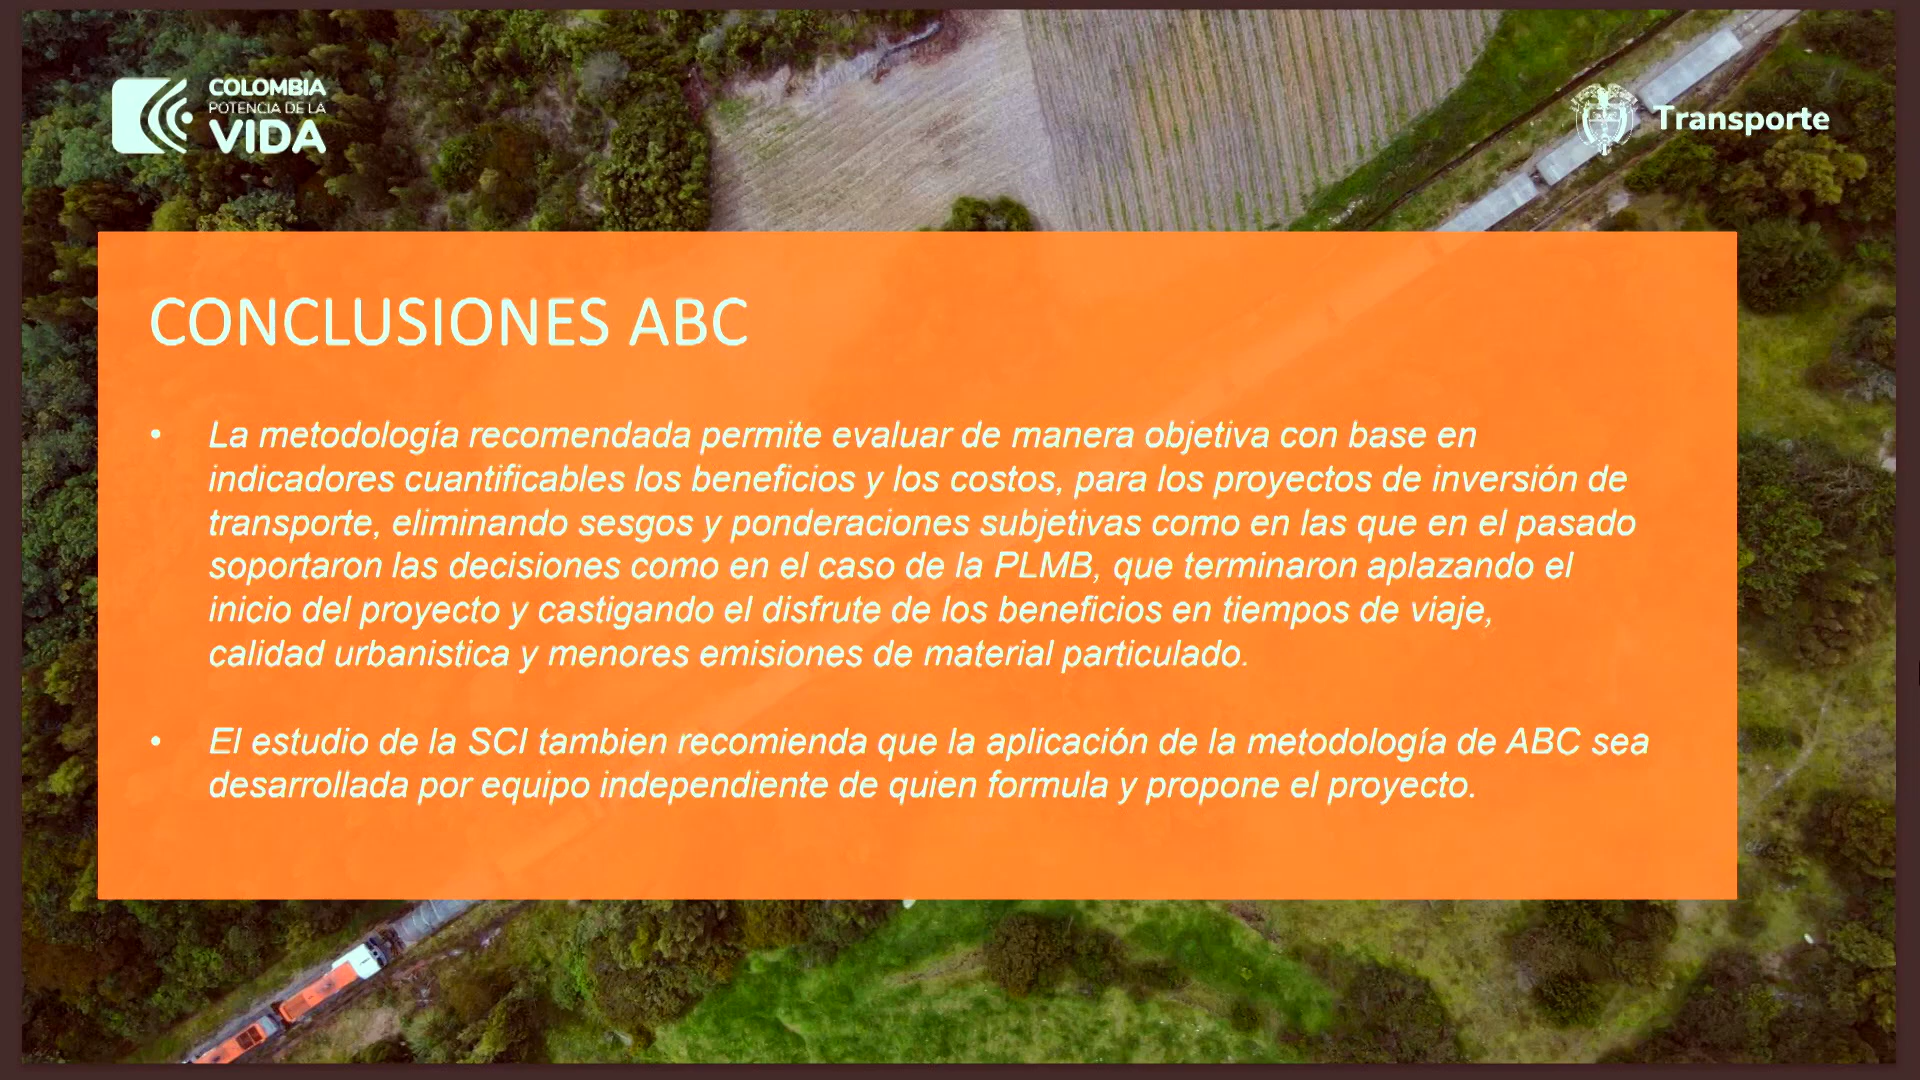 COLOMBIA
POTENCIA DE LA
VIDA
Transporte
CONCLUSIONES ABC
• La metodología recomendada permite evaluar de manera objetiva con base en
indicadores cuantificables los beneficios y los costos, para los proyectos de inversión de
transporte, eliminando sesgos y ponderaciones subjetivas como en las que en el pasado
soportaron las decisiones como en el caso de la PLMB, que terminaron aplazando el
inicio del proyecto y castigando el disfrute de los beneficios en tiempos de viaje,
calidad urbanistica y menores emisiones de material particulado.
• El estudio de la SCI tambien recomienda que la aplicación de la metodología de ABC sea
desarrollada por equipo independiente de quien formula y propone el proyecto.